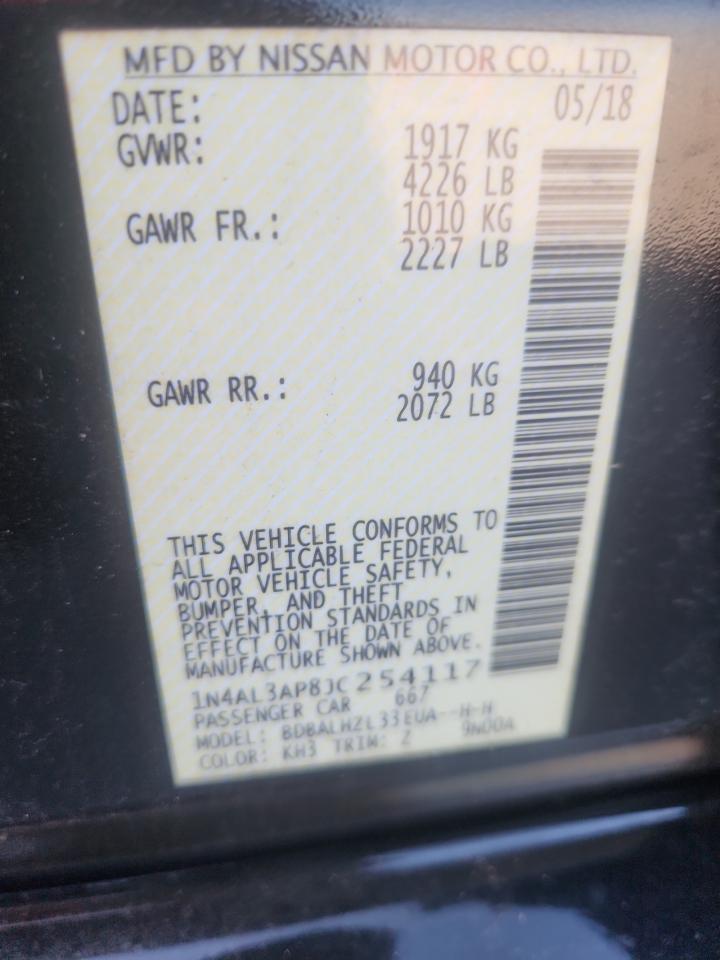 MFD BY NISSAN MOTOR CO., LTD.
DATE: 05/18
GVWR: 1917 KG
4226 LB
GAWR FR.: 1010 KG
2227 LB
GAWR RR.: 940 KG
2072 LB
THIS VEHICLE CONFORMS TO
ALL APPLICABLE FEDERAL
MOTOR VEHICLE SAFETY,
BUMPER, AND THEFT
PREVENTION STANDARDS IN
EFFECT ON THE DATE OF
MANUFACTURE SHOWN ABOVE.
1N4AL3AP8JC254117
PASSENGER CAR 667
MODEL: BDBALHZL33EUA--H-H
COLOR: KH3 TRIM: Z 9N00A